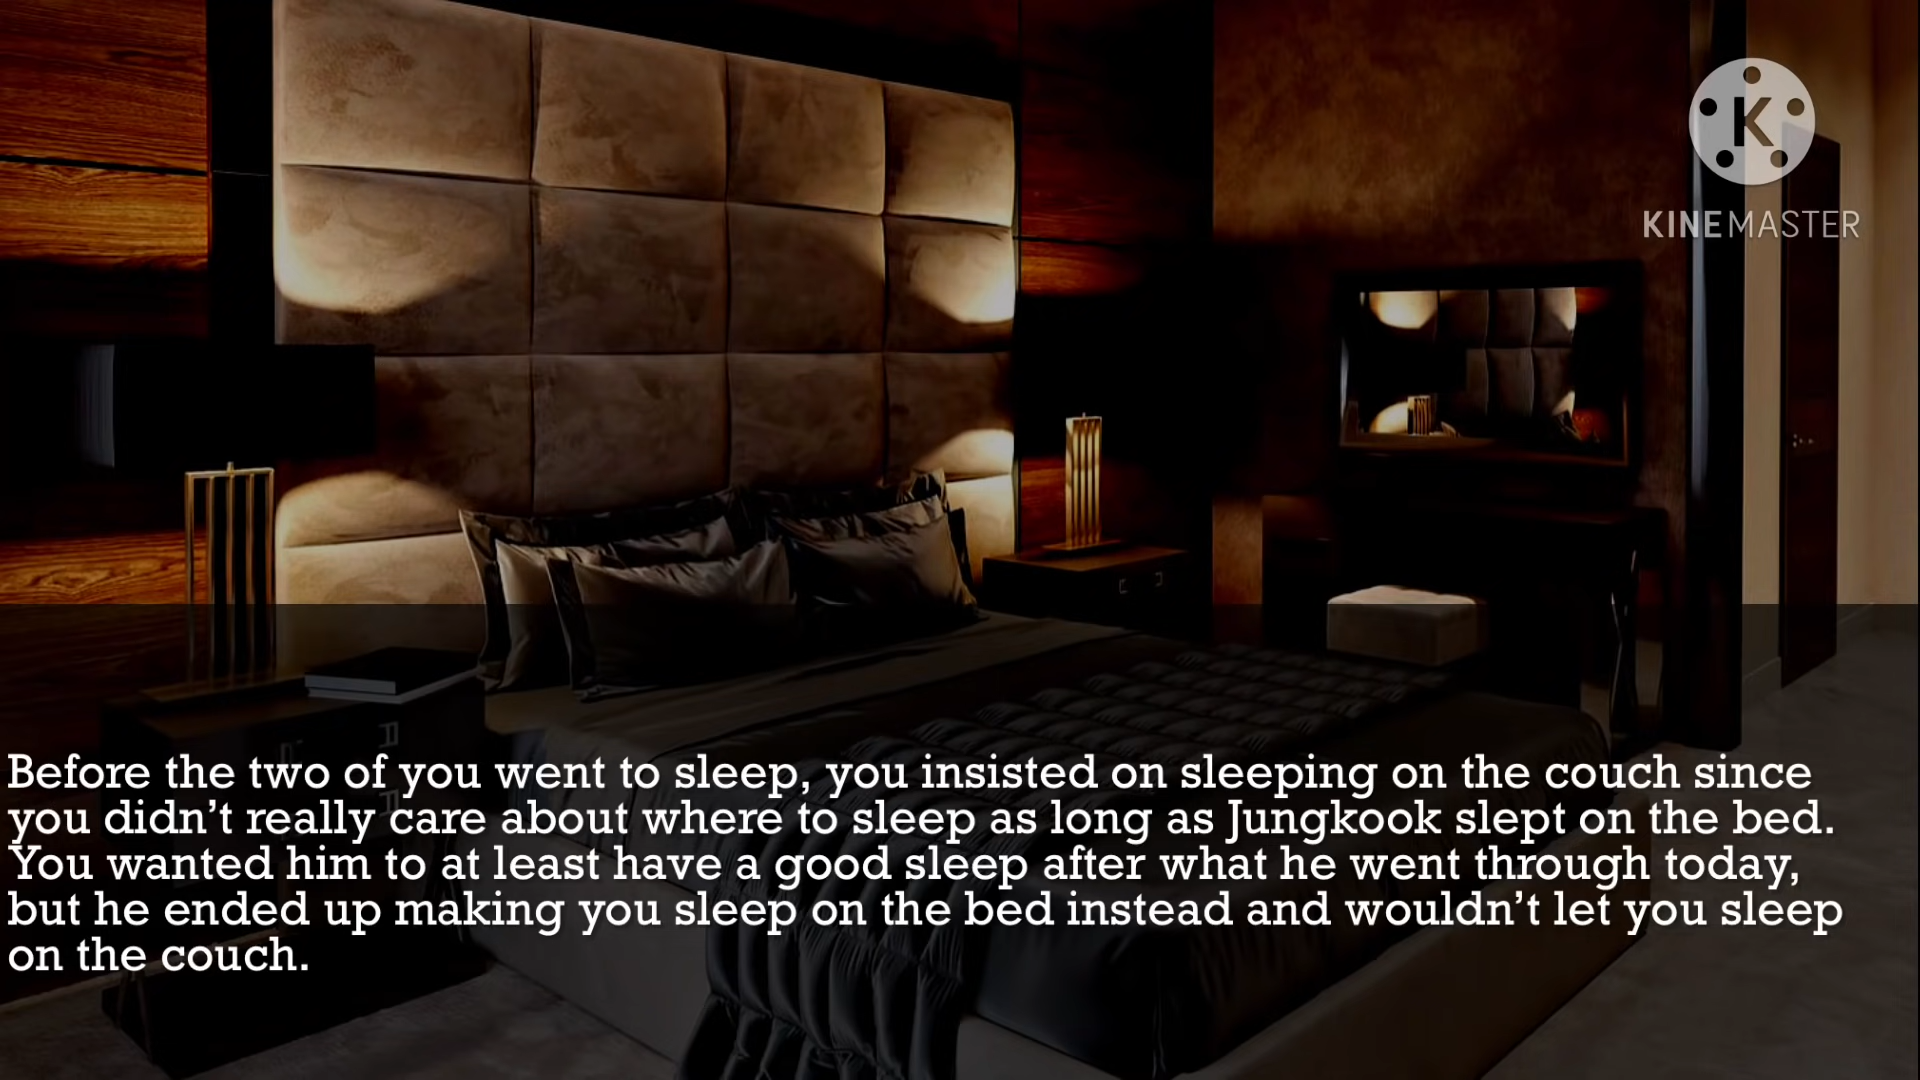 KINEMASTER
Before the two of you went to sleep, you insisted on sleeping on the couch since
you didn’t really care about where to sleep as long as Jungkook slept on the bed.
You wanted him to at least have a good sleep after what he went through today,
but he ended up making you sleep on the bed instead and wouldn’t let you sleep
on the couch.